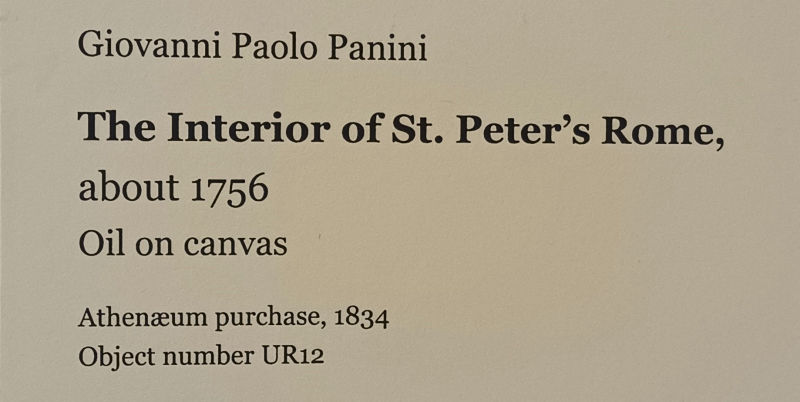 Giovanni Paolo Panini
The Interior of St. Peter’s Rome,
about 1756
Oil on canvas
Athenæum purchase, 1834
Object number UR12